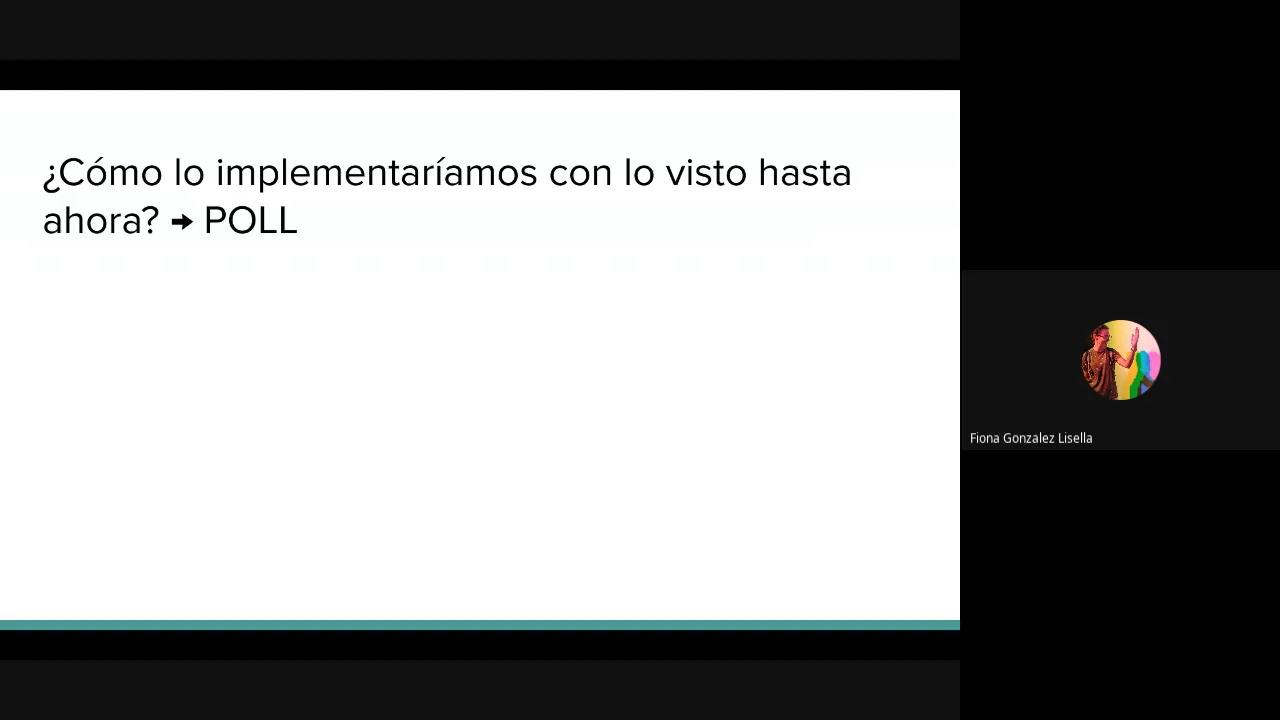 ¿Cómo lo implementaríamos con lo visto hasta
ahora? → POLL
Fiona Gonzalez Lisella